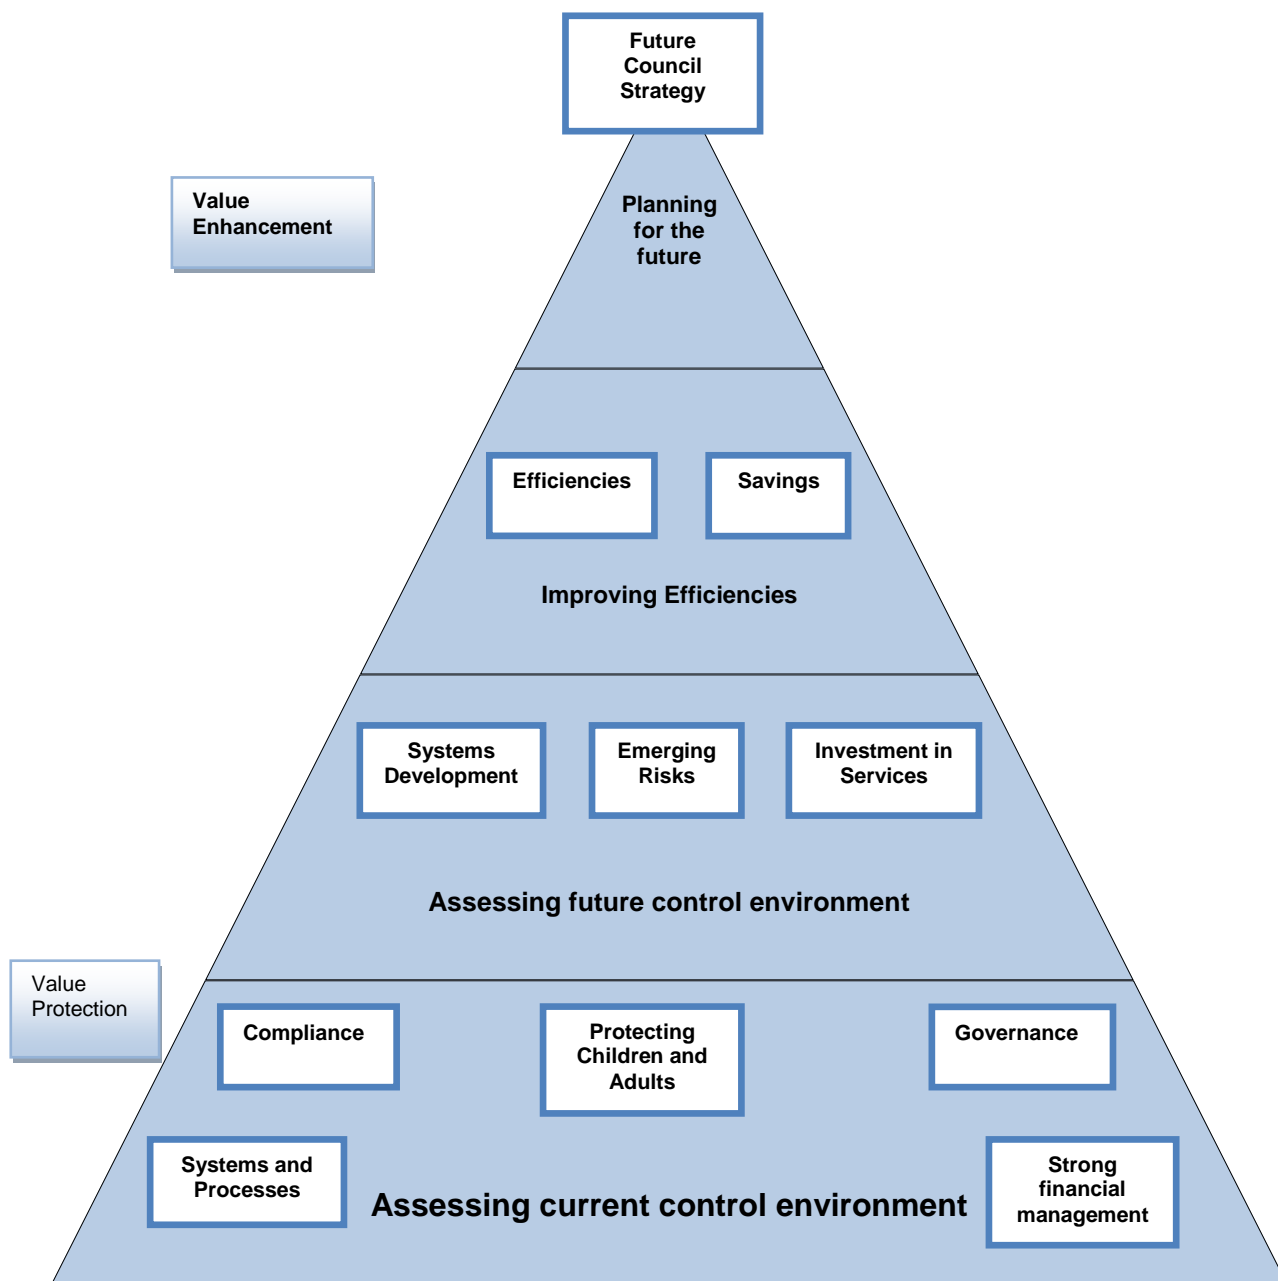 Future
Council
Strategy
Value
Enhancement
Planning
for the
future
Efficiencies
Savings
Improving Efficiencies
Systems
Development
Emerging
Risks
Investment in
Services
Assessing future control environment
Value
Protection
Compliance
Protecting
Children and
Adults
Governance
Systems and
Processes
Assessing current control environment
Strong
financial
management